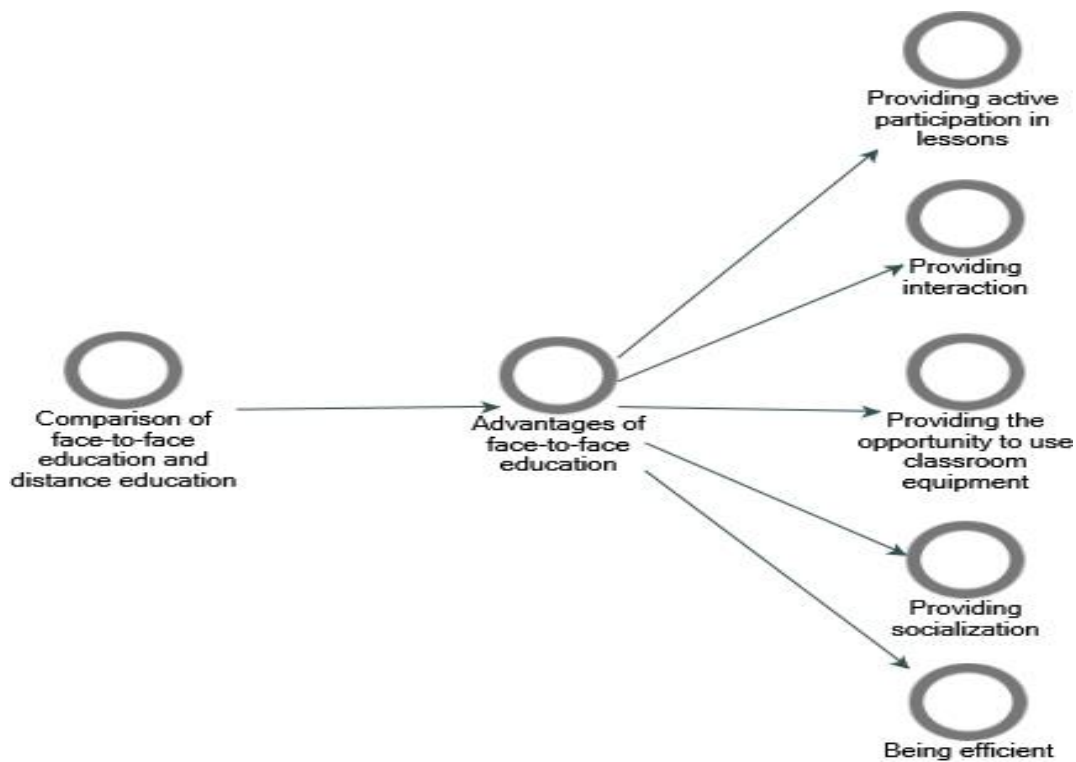 Comparison of
face-to-face
education and
distance education
Advantages of
face-to-face
education
Providing active
participation in
lessons
Providing
interaction
Providing the
opportunity to use
classroom
equipment
Providing
socialization
Being efficient